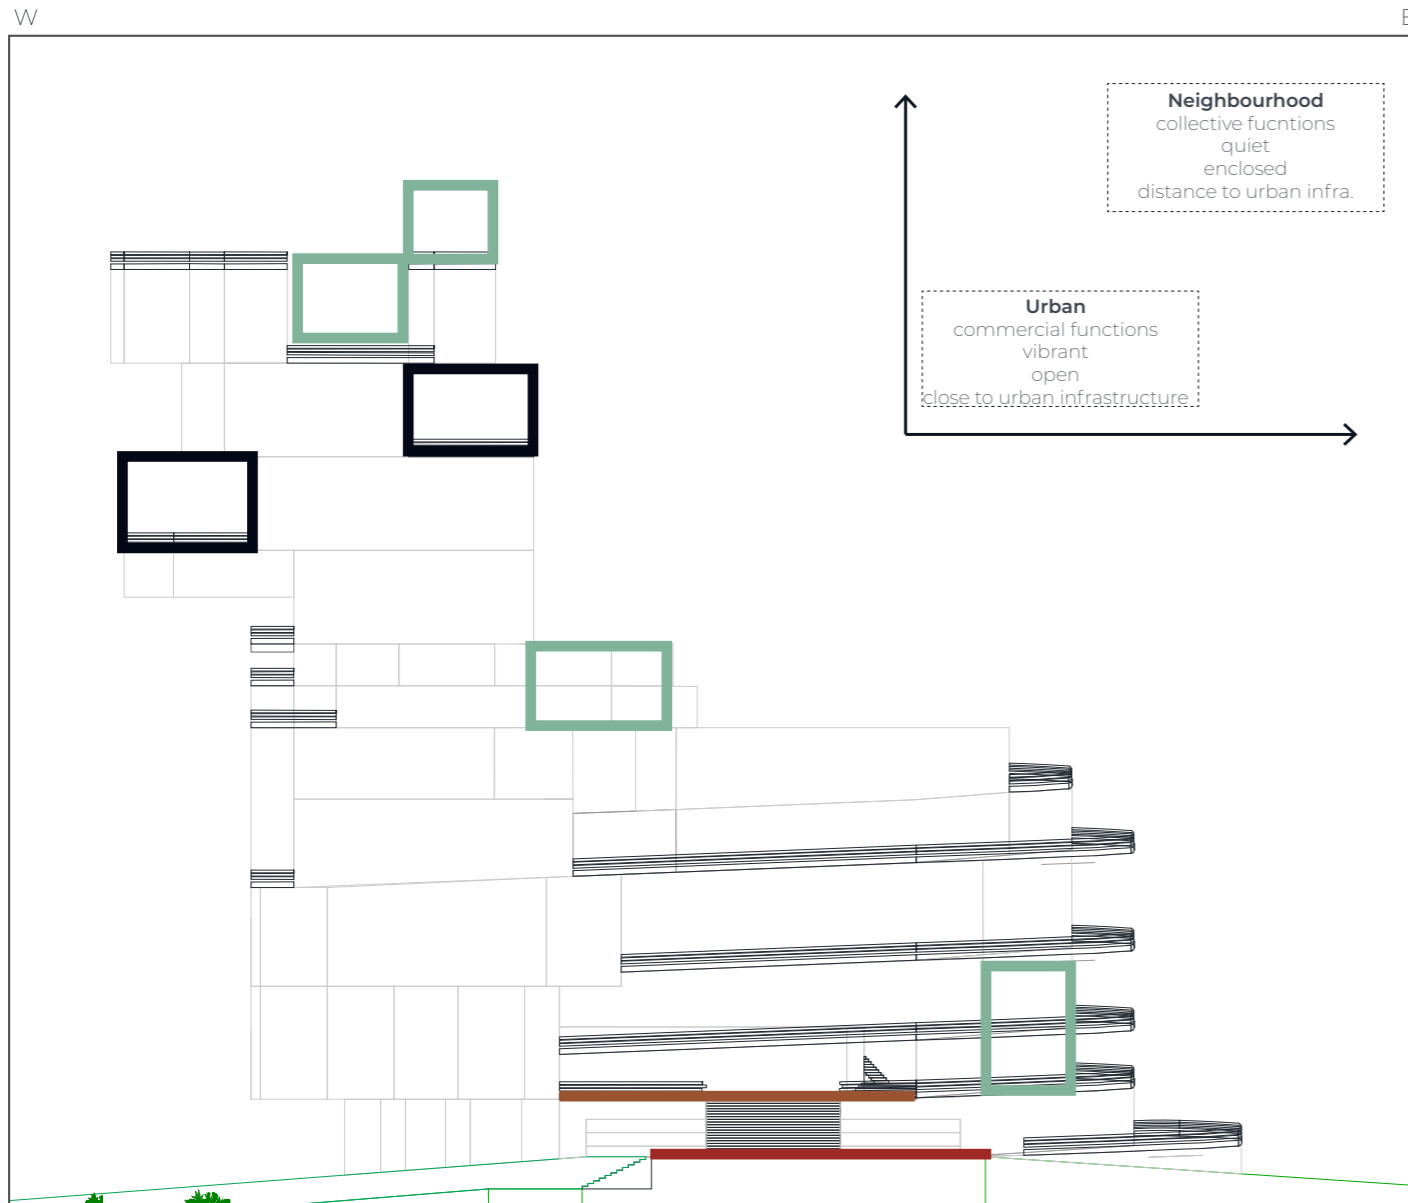 W
E
Neighbourhood
collective fucntions
quiet
enclosed
distance to urban infra.
Urban
commercial functions
vibrant
open
close to urban infrastructure